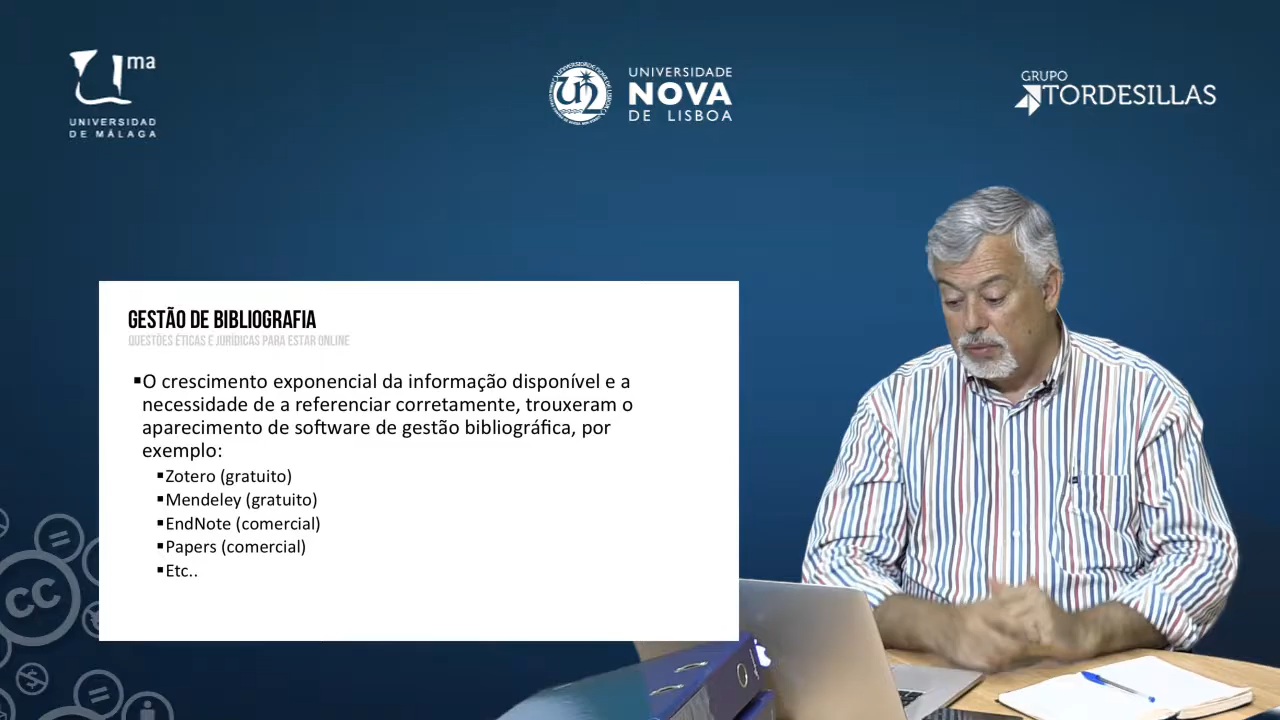 ma
UNIVERSIDAD
DE MÁLAGA
UNIVERSIDADE
NOVA
DE LISBOA
GRUPO
TORDESILLAS
GESTÃO DE BIBLIOGRAFIA
QUESTÕES ÉTICAS E JURÍDICAS PARA ESTAR ONLINE
▪O crescimento exponencial da informação disponível e a
necessidade de a referenciar corretamente, trouxeram o
aparecimento de software de gestão bibliográfica, por
exemplo:
▪Zotero (gratuito)
▪Mendeley (gratuito)
▪EndNote (comercial)
▪Papers (comercial)
▪Etc..
CC